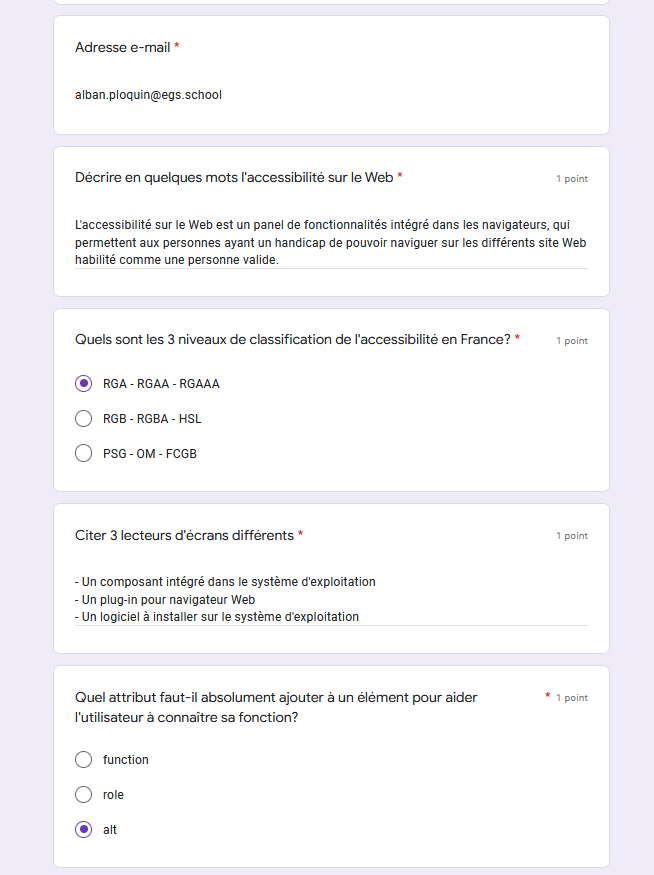 Adresse e-mail *
alban.ploquin@egs.school
Décrire en quelques mots l'accessibilité sur le Web * 1 point
L'accessibilité sur le Web est un panel de fonctionnalités intégré dans les navigateurs, qui
permettent aux personnes ayant un handicap de pouvoir naviguer sur les différents site Web
habilité comme une personne valide.
Quels sont les 3 niveaux de classification de l'accessibilité en France? * 1 point
RGA - RGAA - RGAAA
RGB - RGBA - HSL
PSG - OM - FCGB
Citer 3 lecteurs d'écrans différents * 1 point
- Un composant intégré dans le système d'exploitation
- Un plug-in pour navigateur Web
- Un logiciel à installer sur le système d'exploitation
Quel attribut faut-il absolument ajouter à un élément pour aider * 1 point
l'utilisateur à connaître sa fonction?
function
role
alt